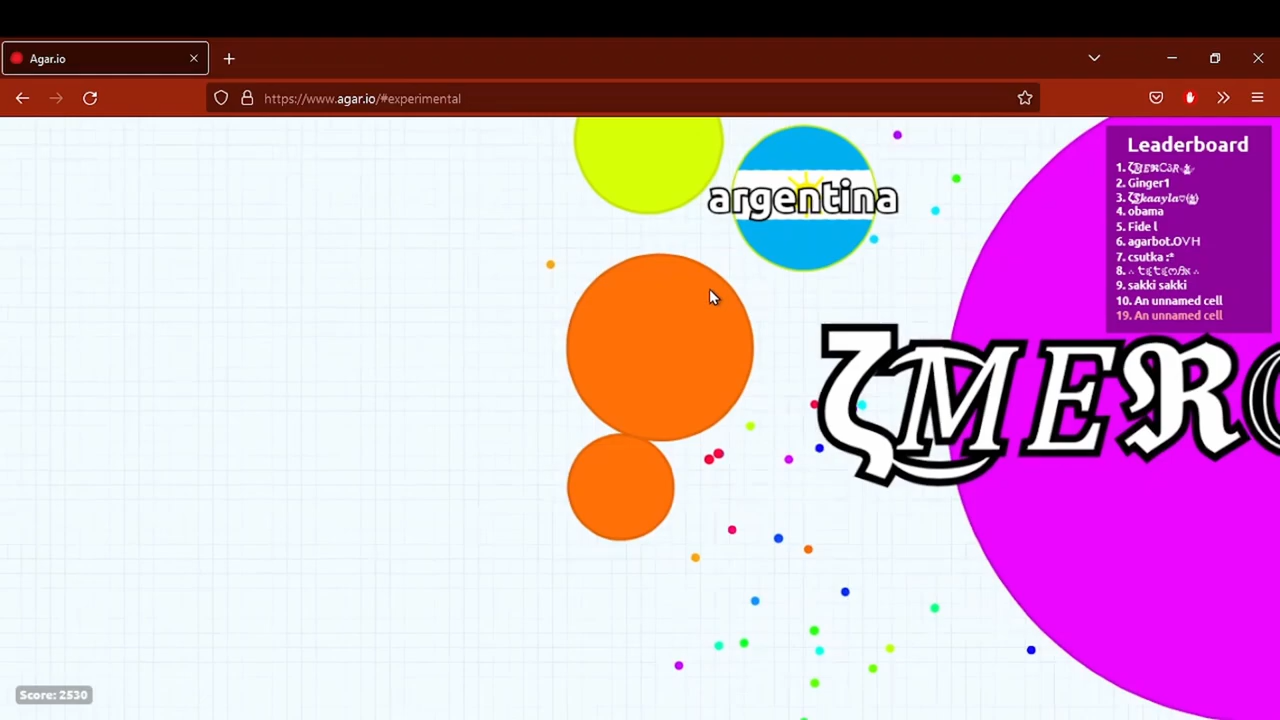 Agar.io
https://www.agar.io/#experimental
Leaderboard
2. Ginger1
4. obama
5. Fide l
6. agarbot.OVH
7. csutka :*
9. sakki sakki
10. An unnamed cell
19. An unnamed cell
argentina
ζMER
Score: 2530